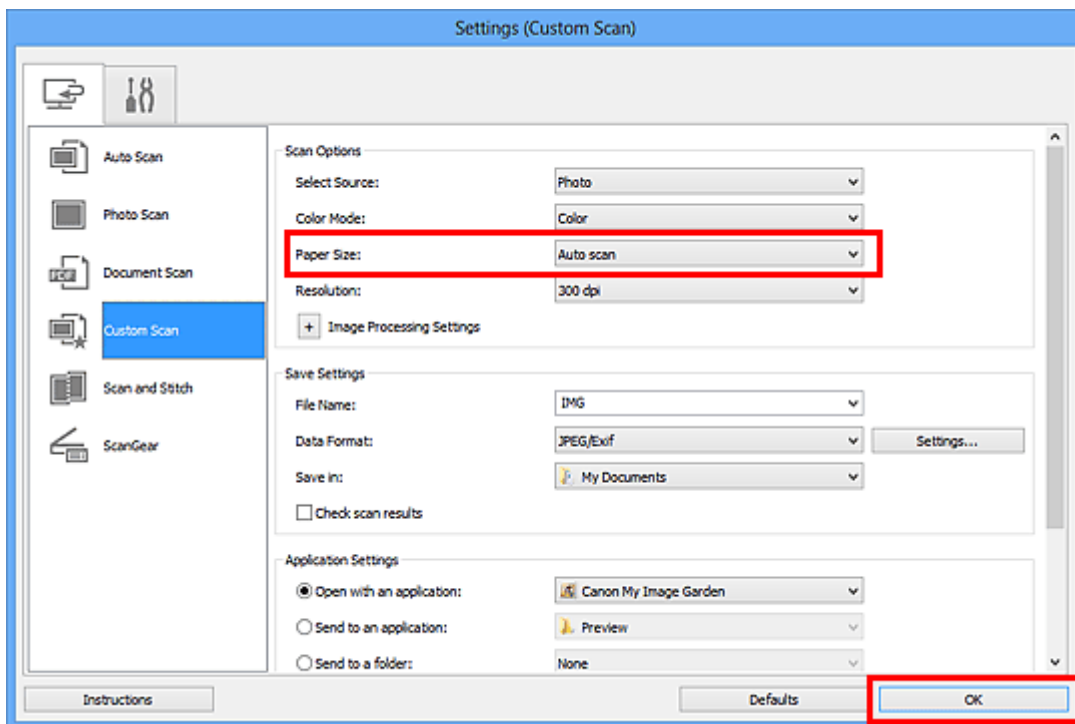 Settings (Custom Scan)
Auto Scan
Photo Scan
Document Scan
Custom Scan
Scan and Stitch
ScanGear
Scan Options
Select Source: Photo
Color Mode: Color
Paper Size: Auto scan
Resolution: 300 dpi
+ Image Processing Settings
Save Settings
File Name: IMG
Data Format: JPEG/Exif Settings...
Save in: My Documents
Check scan results
Application Settings
Open with an application: Canon My Image Garden
Send to an application: Preview
Send to a folder: None
Instructions Defaults OK